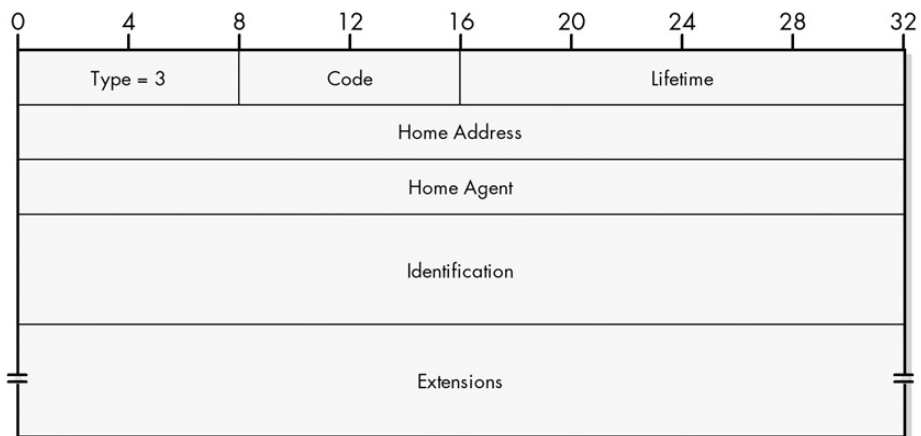 0 4 8 12 16 20 24 28 32
Type = 3 Code Lifetime
Home Address
Home Agent
Identification
Extensions